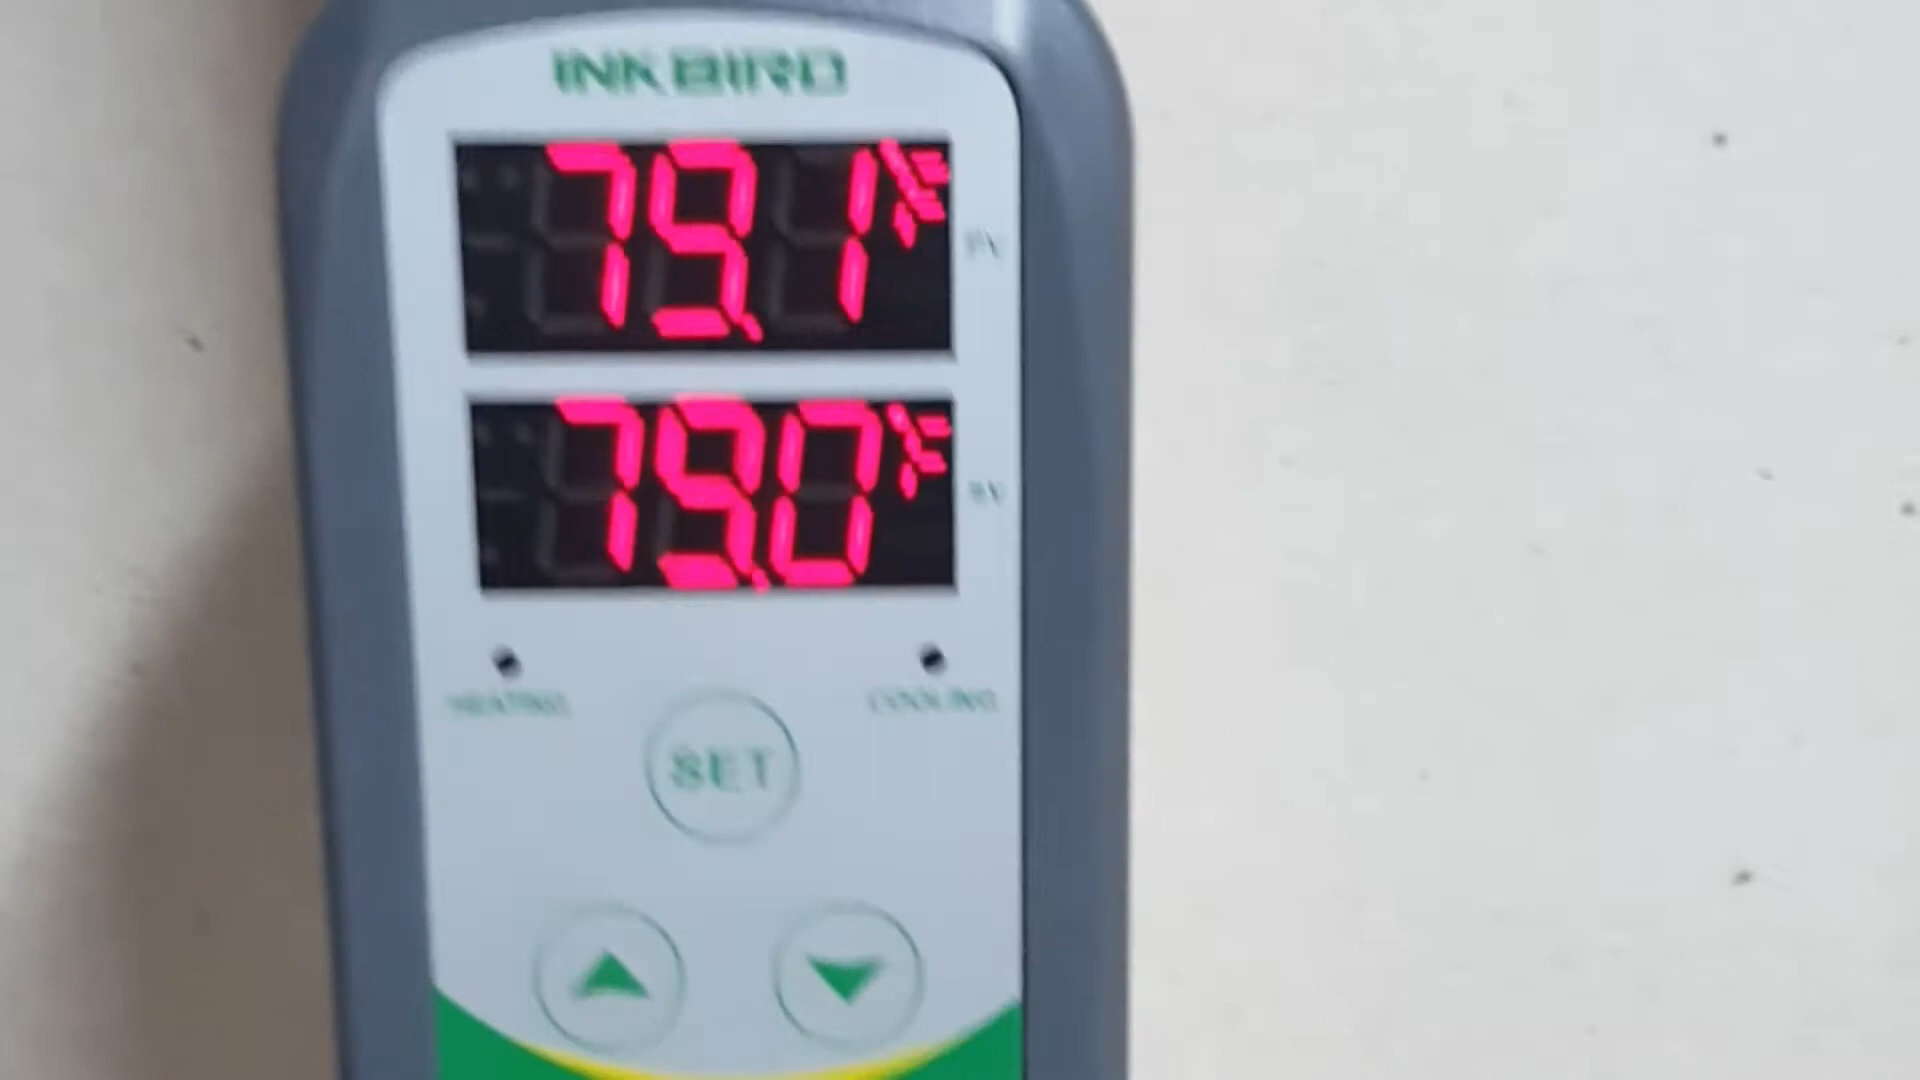 INKBIRD
79.1°F
PV
79.0°F
SV
HEATING
COOLING
SET